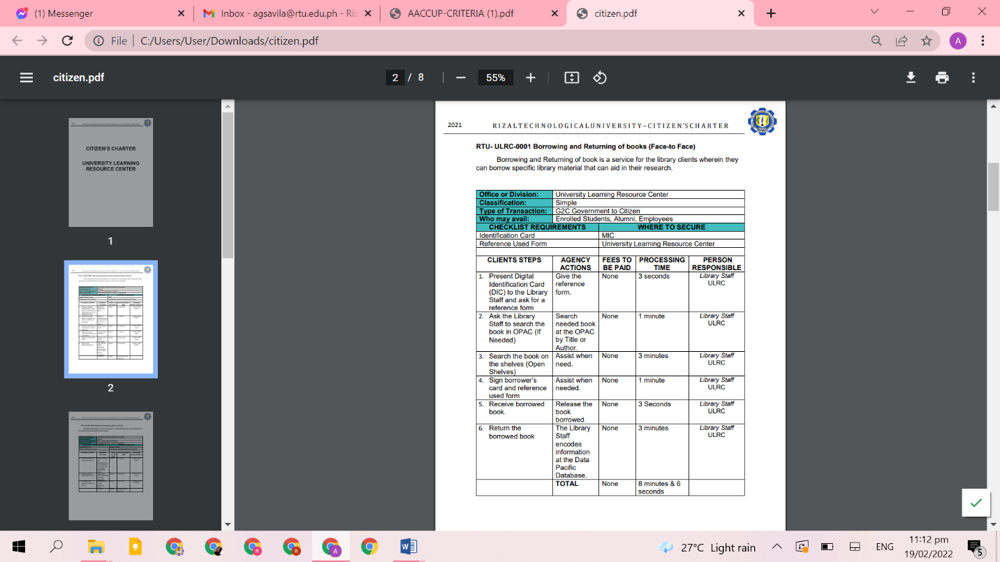 (1) Messenger
Inbox - agsavila@rtu.edu.ph - Riz
AACCUP-CRITERIA (1).pdf
citizen.pdf
File
C:/Users/User/Downloads/citizen.pdf
A
citizen.pdf
2 / 8
55%
CITIZEN'S CHARTER
UNIVERSITY LEARNING
RESOURCE CENTER
1
2
2021
RIZALTECHNOLOGICALUNIVERSITY–CITIZEN'SCHARTER
RTU- ULRC-0001 Borrowing and Returning of books (Face-to Face)
Borrowing and Returning of book is a service for the library clients wherein they
can borrow specific library material that can aid in their research.
Office or Division: University Learning Resource Center
Classification: Simple
Type of Transaction: G2C Government to Citizen
Who may avail: Enrolled Students, Alumni, Employees
CHECKLIST REQUIREMENTS WHERE TO SECURE
Identification Card MIC
Reference Used Form University Learning Resource Center
CLIENTS STEPS AGENCY FEES TO PROCESSING PERSON
ACTIONS BE PAID TIME RESPONSIBLE
1. Present Digital Give the None 3 seconds Library Staff
Identification Card reference ULRC
(DIC) to the Library form.
Staff and ask for a
reference form
2. Ask the Library Search None 1 minute Library Staff
Staff to search the needed book ULRC
book in OPAC (If at the OPAC
Needed) by Title or
Author.
3. Search the book on Assist when None 3 minutes Library Staff
the shelves (Open need. ULRC
Shelves)
4. Sign borrower's Assist when None 1 minute Library Staff
card and reference needed. ULRC
used form
5. Receive borrowed Release the None 3 Seconds Library Staff
book. book ULRC
borrowed.
6. Return the The Library None 3 minutes Library Staff
borrowed book Staff ULRC
encodes
information
at the Data
Pacific
Database.
TOTAL None 8 minutes & 6
seconds
27°C Light rain
ENG
11:12 pm
19/02/2022
5